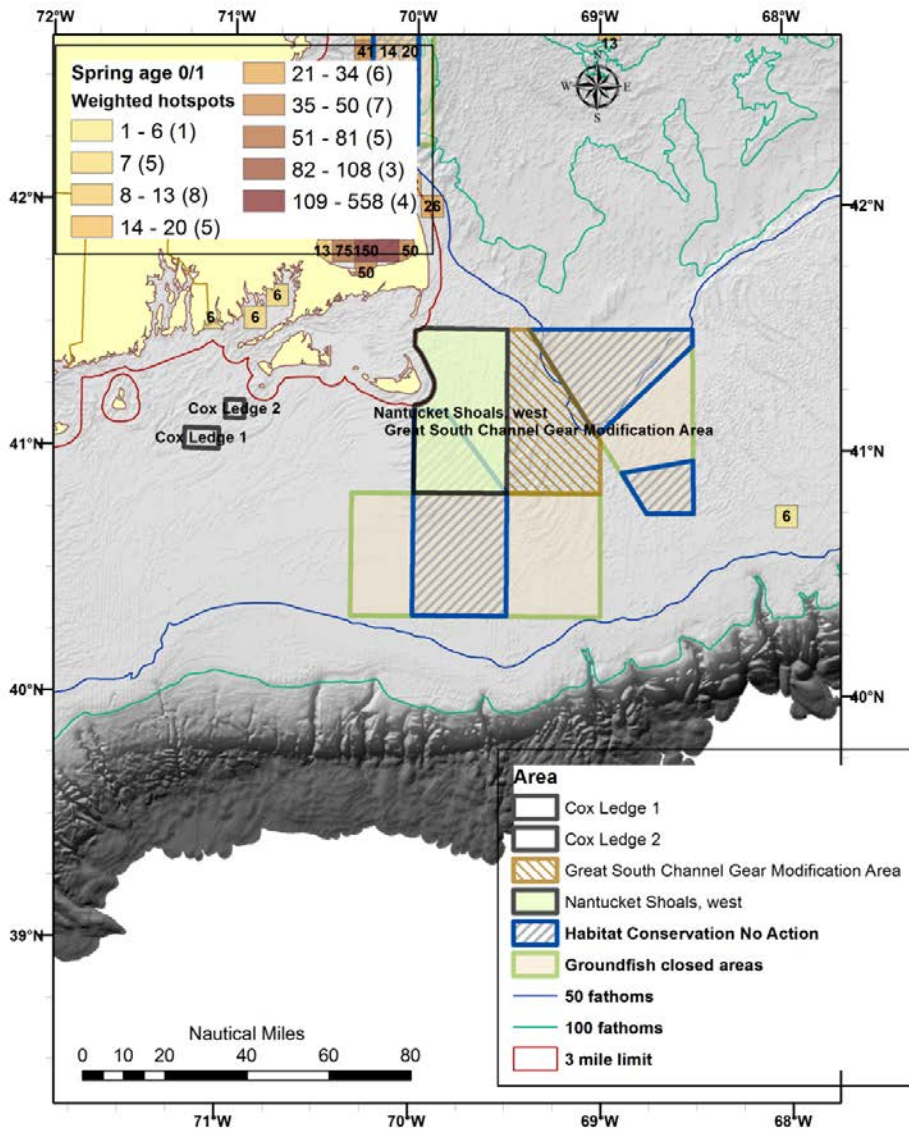 72°W
71°W
70°W
69°W
68°W
41 14 20
13
N
W E
S
Spring age 0/1
Weighted hotspots
1 - 6 (1)
7 (5)
8 - 13 (8)
14 - 20 (5)
21 - 34 (6)
35 - 50 (7)
51 - 81 (5)
82 - 108 (3)
109 - 558 (4)
42°N
42°N
26
13 75 150 50
50
6
6 6
Cox Ledge 2
Cox Ledge 1
Nantucket Shoals, west
Great South Channel Gear Modification Area
41°N
41°N
6
40°N
40°N
39°N
Area
Cox Ledge 1
Cox Ledge 2
Great South Channel Gear Modification Area
Nantucket Shoals, west
Habitat Conservation No Action
Groundfish closed areas
50 fathoms
100 fathoms
3 mile limit
Nautical Miles
0 10 20 40 60 80
71°W
70°W
69°W
68°W